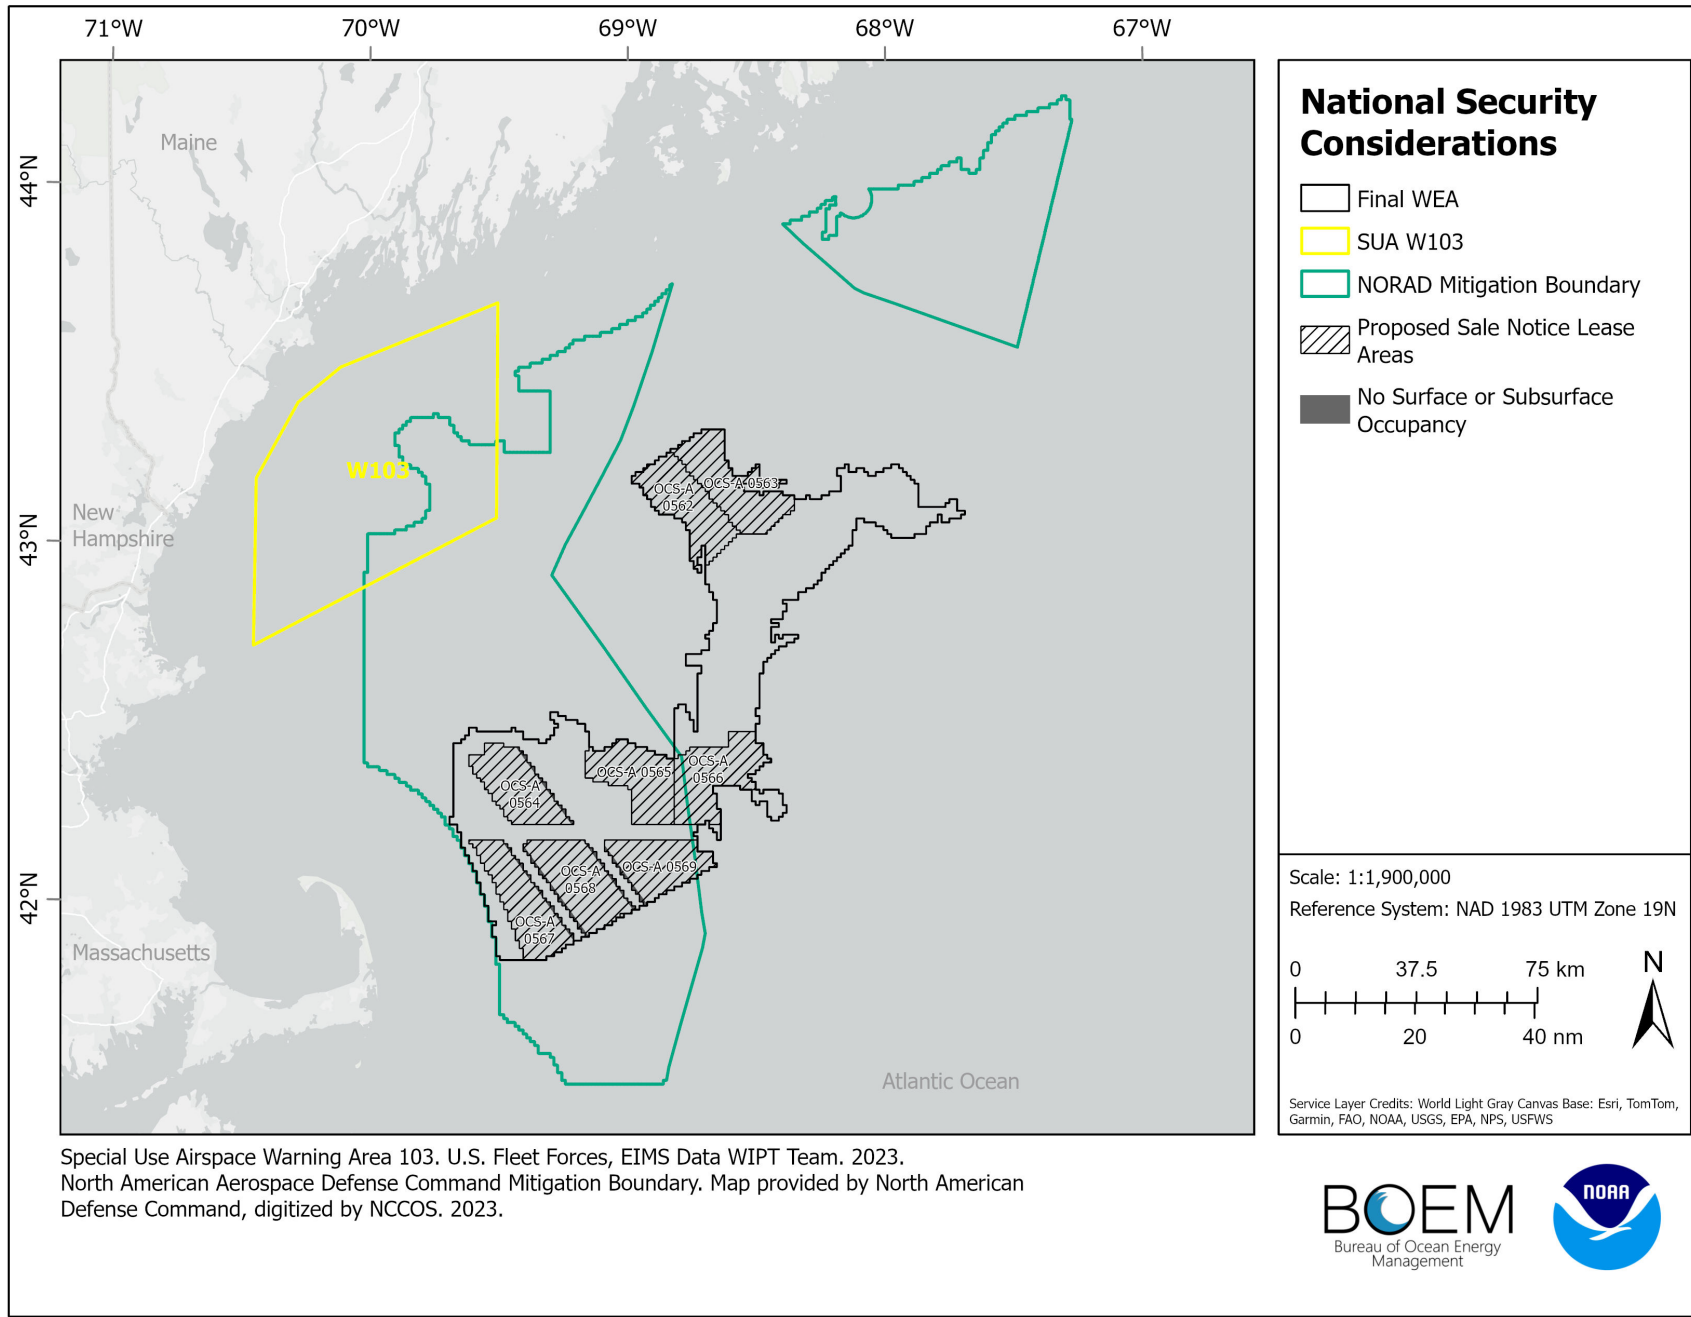 71°W 70°W 69°W 68°W 67°W
44°N
43°N
42°N
Maine
New
Hampshire
Massachusetts
Atlantic Ocean
W103
OCS-A
0562
OCS-A 0563
OCS-A
0564
OCS-A 0565
OCS-A
0566
OCS-A
0567
OCS-A
0568
OCS-A 0569
National Security
Considerations
Final WEA
SUA W103
NORAD Mitigation Boundary
Proposed Sale Notice Lease
Areas
No Surface or Subsurface
Occupancy
Scale: 1:1,900,000
Reference System: NAD 1983 UTM Zone 19N
0 37.5 75 km
0 20 40 nm
N
Service Layer Credits: World Light Gray Canvas Base: Esri, TomTom,
Garmin, FAO, NOAA, USGS, EPA, NPS, USFWS
Special Use Airspace Warning Area 103. U.S. Fleet Forces, EIMS Data WIPT Team. 2023.
North American Aerospace Defense Command Mitigation Boundary. Map provided by North American
Defense Command, digitized by NCCOS. 2023.
BOEM
Bureau of Ocean Energy
Management
NOAA